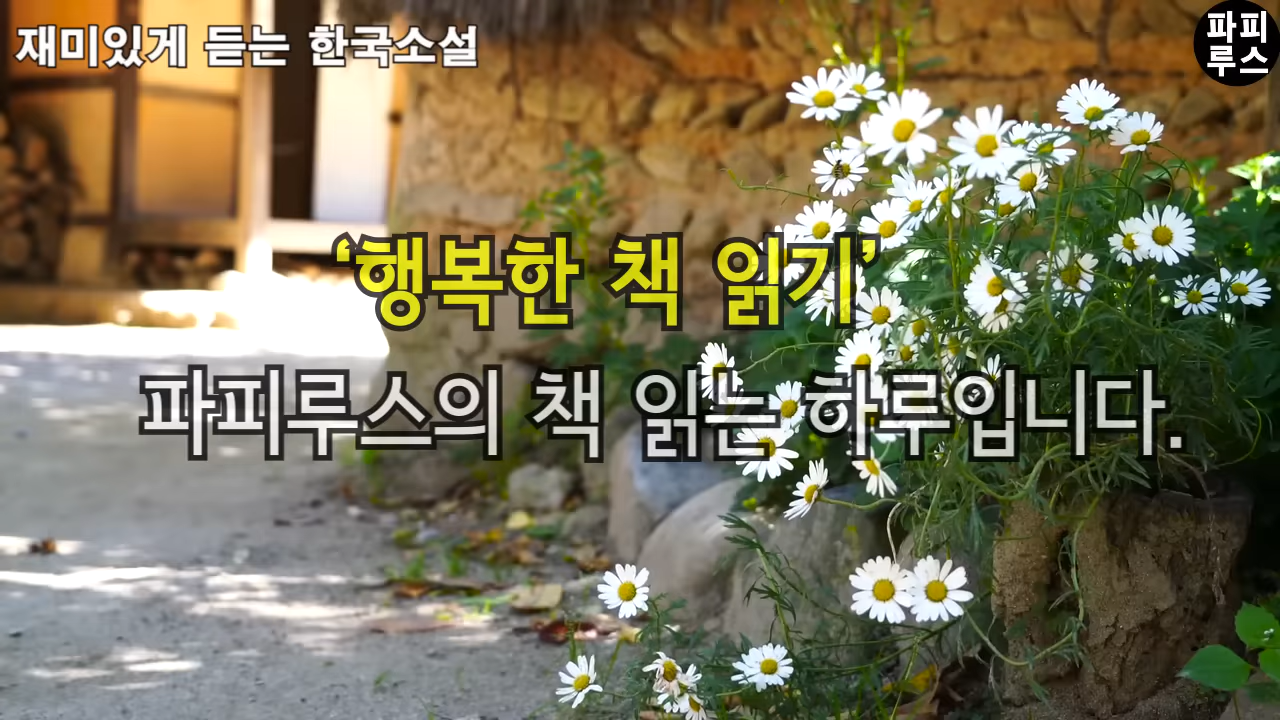 재미있게 듣는 한국소설
파피
루스
‘행복한 책 읽기’
파피루스의 책 읽는 하루입니다.